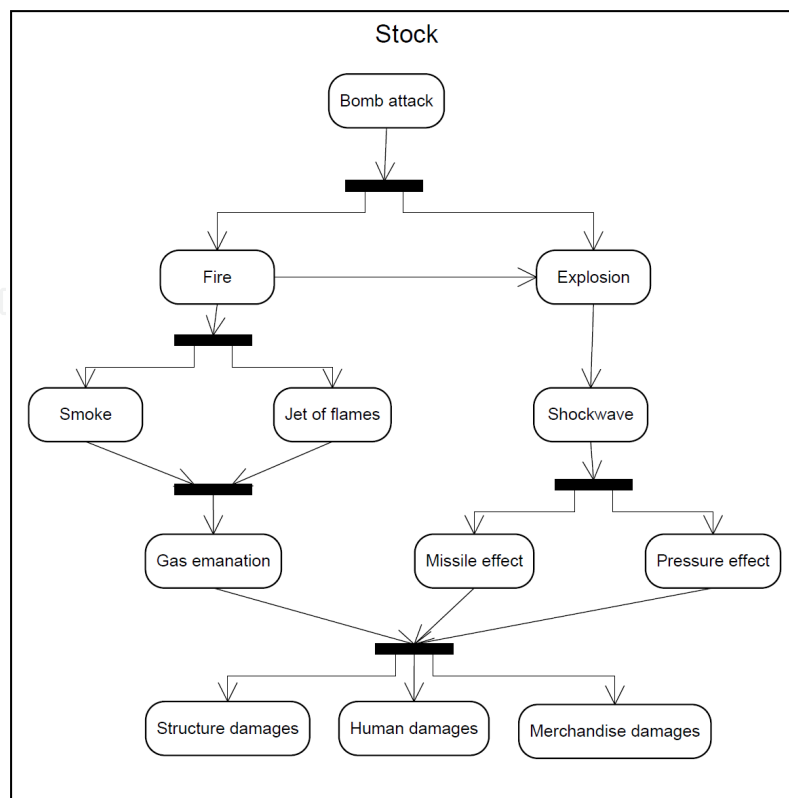 Stock
Bomb attack
Fire
Explosion
Smoke
Jet of flames
Shockwave
Gas emanation
Missile effect
Pressure effect
Structure damages
Human damages
Merchandise damages